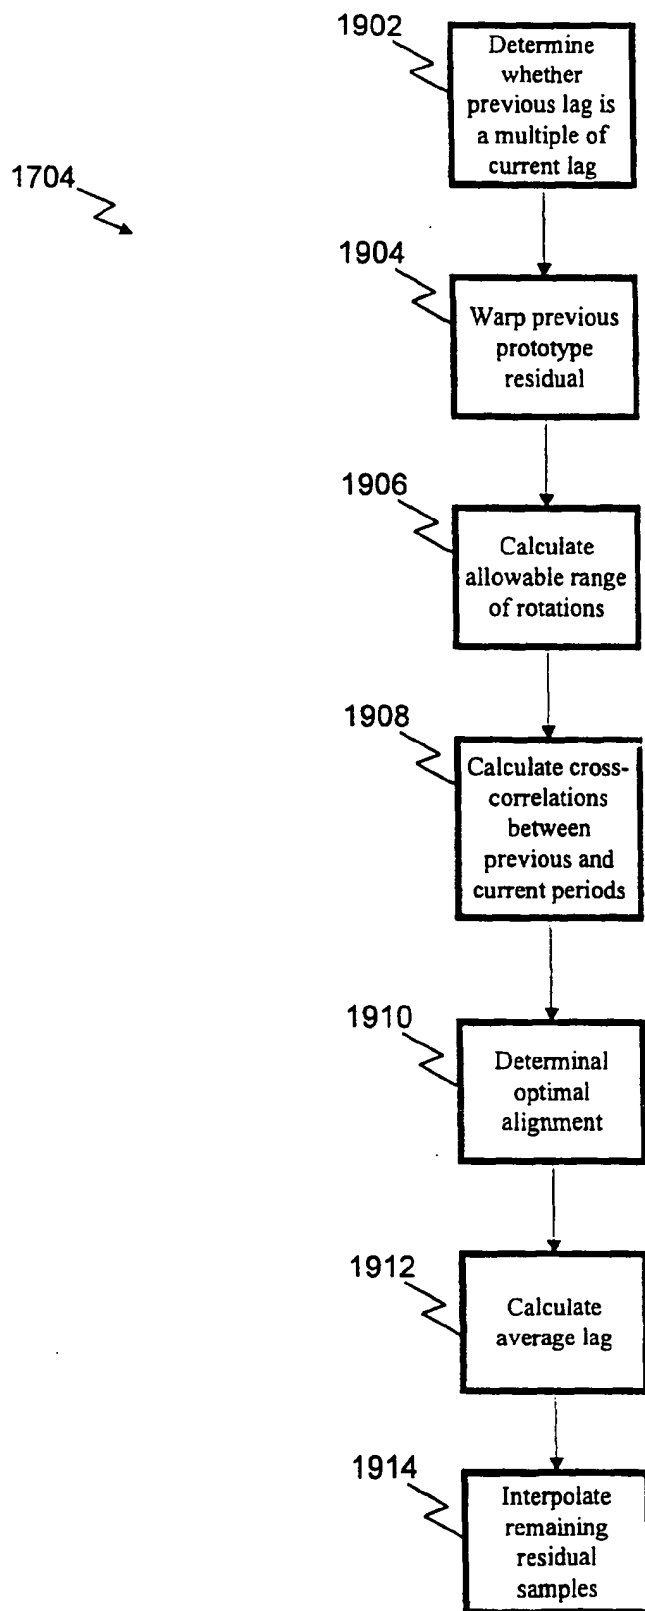 1902
Determine
whether
previous lag is
a multiple of
current lag
1704
1904
Warp previous
prototype
residual
1906
Calculate
allowable range
of rotations
1908
Calculate cross-
correlations
between
previous and
current periods
1910
Determinal
optimal
alignment
1912
Calculate
average lag
1914
Interpolate
remaining
residual
samples